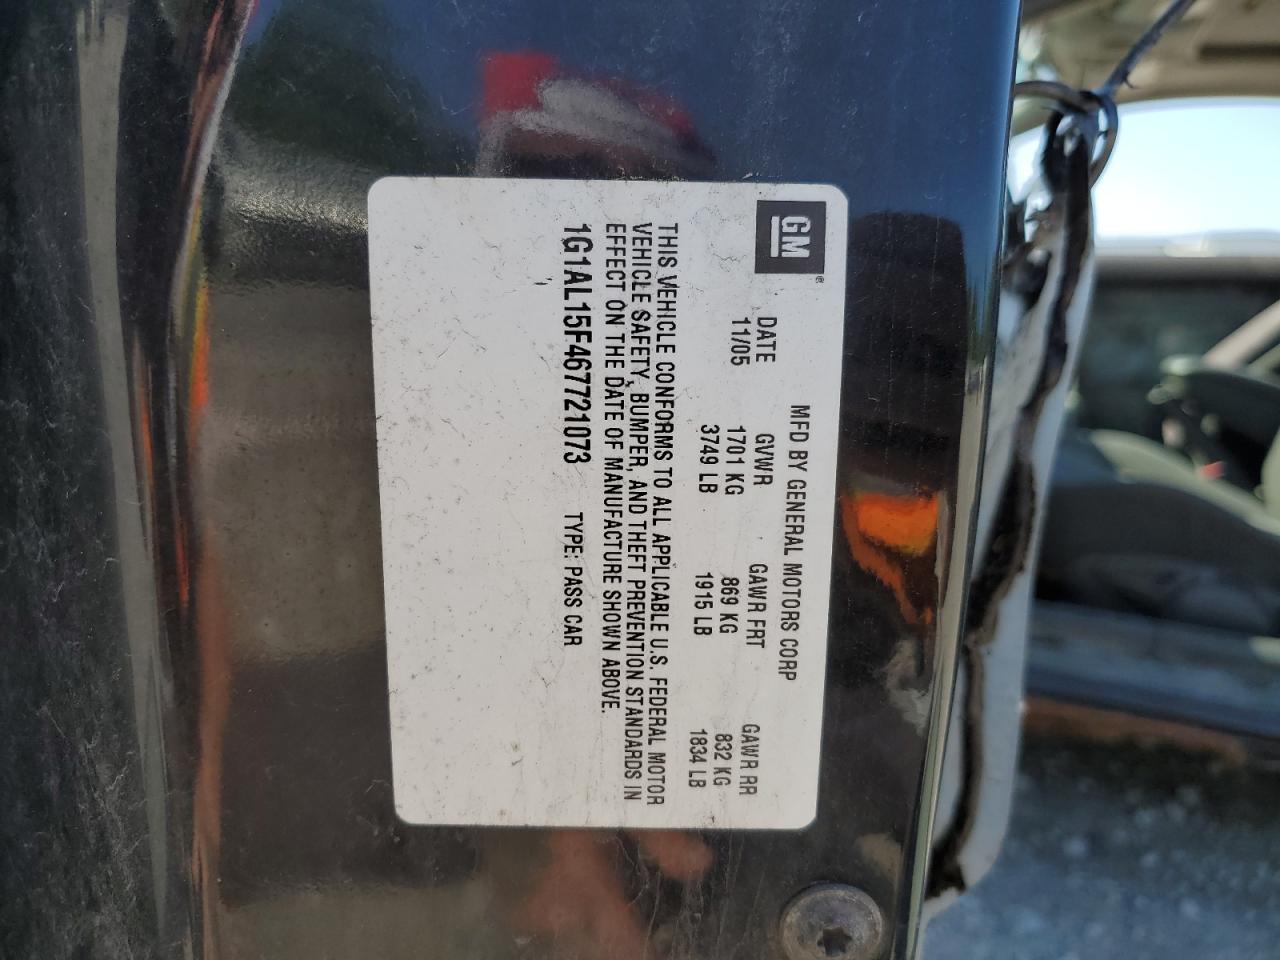 GM®
MFD BY GENERAL MOTORS CORP
DATE GVWR GAWR FRT GAWR RR
11/05 1701 KG 869 KG 832 KG
3749 LB 1915 LB 1834 LB
THIS VEHICLE CONFORMS TO ALL APPLICABLE U.S. FEDERAL MOTOR
VEHICLE SAFETY, BUMPER, AND THEFT PREVENTION STANDARDS IN
EFFECT ON THE DATE OF MANUFACTURE SHOWN ABOVE.
1G1AL15F467721073 TYPE: PASS CAR